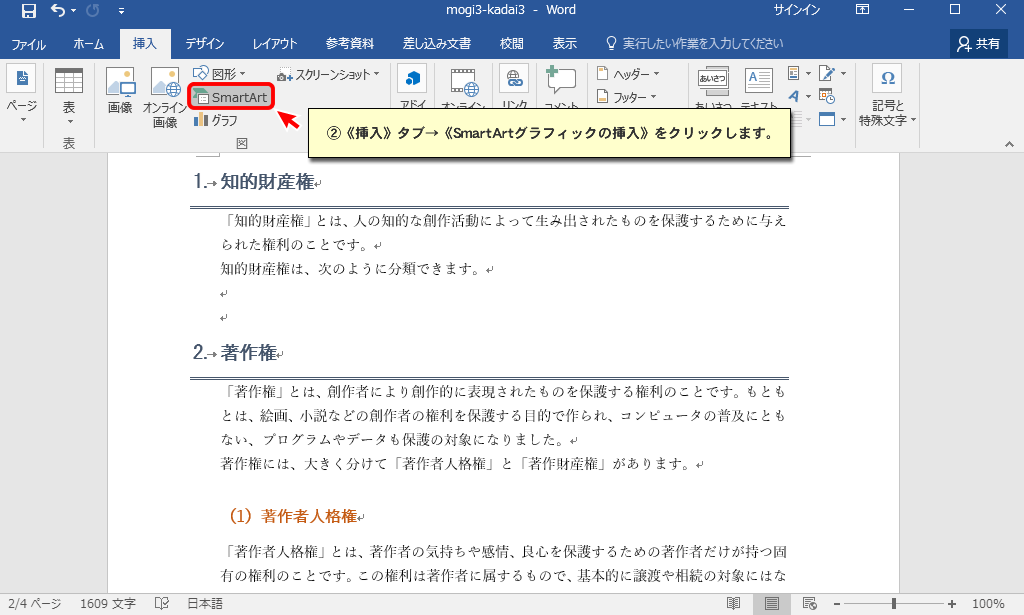 mogi3-kadai3 - Word
サインイン
ファイル ホーム 挿入 デザイン レイアウト 参考資料 差し込み文書 校閲 表示 実行したい作業を入力してください 共有
ページ
表
表
画像
オンライン
画像
図形
SmartArt
グラフ
スクリーンショット
図
アドイ
オンライン
リンク
コメント
ヘッダー
フッター
あいさつ
テキスト
記号と
特殊文字
②《挿入》タブ→《SmartArtグラフィックの挿入》をクリックします。
1.→知的財産権↵
「知的財産権」とは、人の知的な創作活動によって生み出されたものを保護するために与え
られた権利のことです。↵
知的財産権は、次のように分類できます。↵
↵
↵
2.→著作権↵
「著作権」とは、創作者により創作的に表現されたものを保護する権利のことです。もとも
とは、絵画、小説などの創作者の権利を保護する目的で作られ、コンピュータの普及にとも
ない、プログラムやデータも保護の対象になりました。↵
著作権には、大きく分けて「著作者人格権」と「著作財産権」があります。↵
（1）著作者人格権↵
「著作者人格権」とは、著作者の気持ちや感情、良心を保護するための著作者だけが持つ固
有の権利のことです。この権利は著作者に属するもので、基本的に譲渡や相続の対象にはな
2/4 ページ 1609 文字 日本語 100%